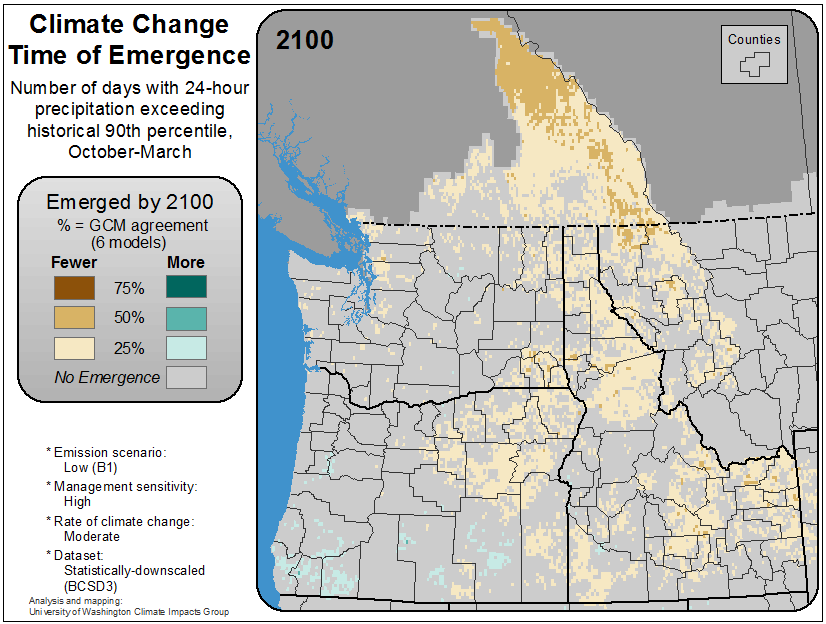 Climate Change
Time of Emergence
Number of days with 24-hour
precipitation exceeding
historical 90th percentile,
October-March
Emerged by 2100
% = GCM agreement
(6 models)
Fewer More
75%
50%
25%
No Emergence
* Emission scenario:
Low (B1)
* Management sensitivity:
High
* Rate of climate change:
Moderate
* Dataset:
Statistically-downscaled
(BCSD3)
Analysis and mapping:
University of Washington Climate Impacts Group
2100
Counties